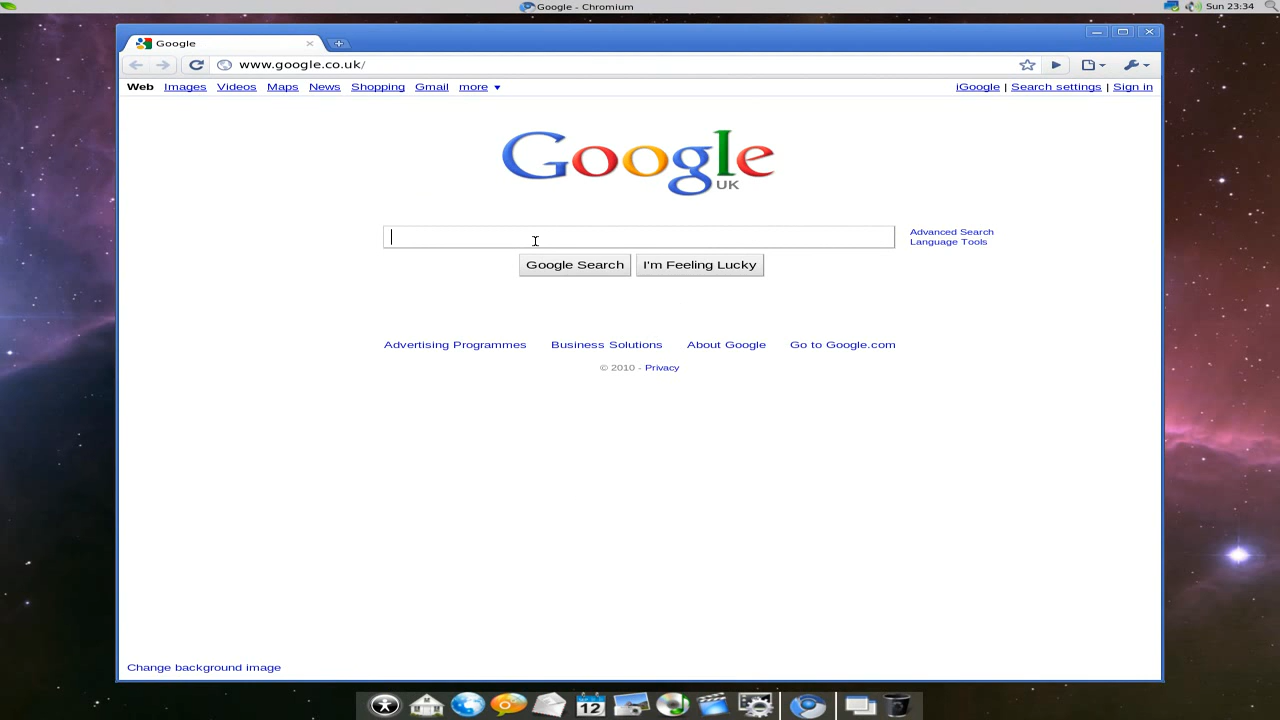 Google - Chromium
Sun 23:34
Google
www.google.co.uk/
Web Images Videos Maps News Shopping Gmail more ▼
iGoogle | Search settings | Sign in
Google
UK
Advanced Search
Language Tools
Google Search I'm Feeling Lucky
Advertising Programmes Business Solutions About Google Go to Google.com
© 2010 - Privacy
Change background image
12